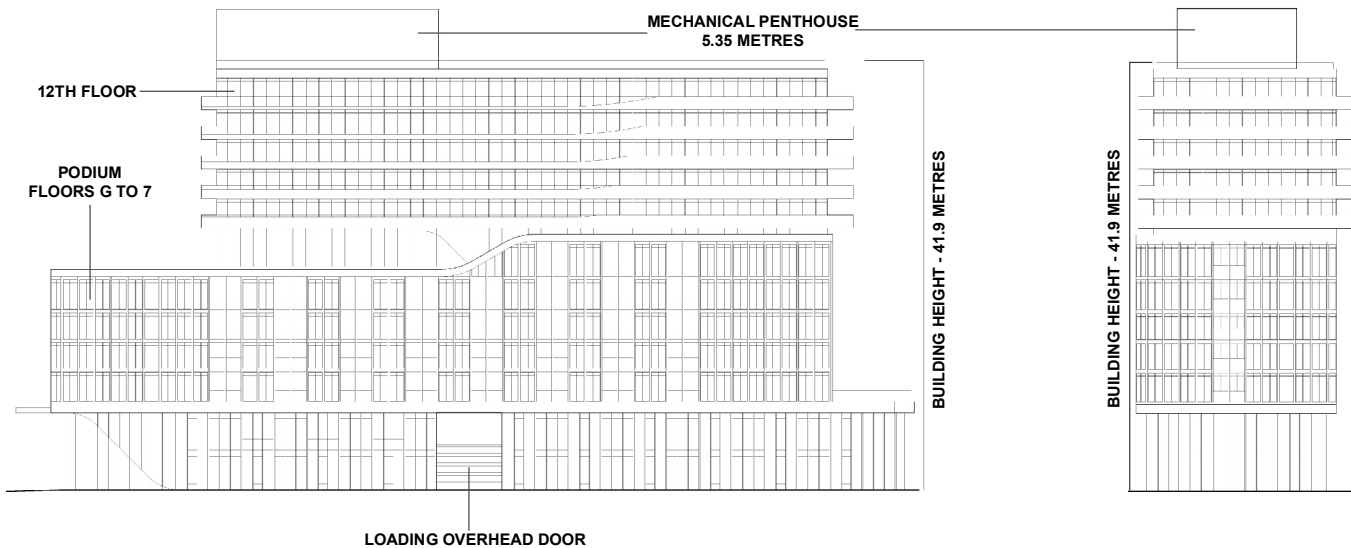 MECHANICAL PENTHOUSE
5.35 METRES
12TH FLOOR
PODIUM
FLOORS G TO 7
BUILDING HEIGHT - 41.9 METRES
BUILDING HEIGHT - 41.9 METRES
LOADING OVERHEAD DOOR